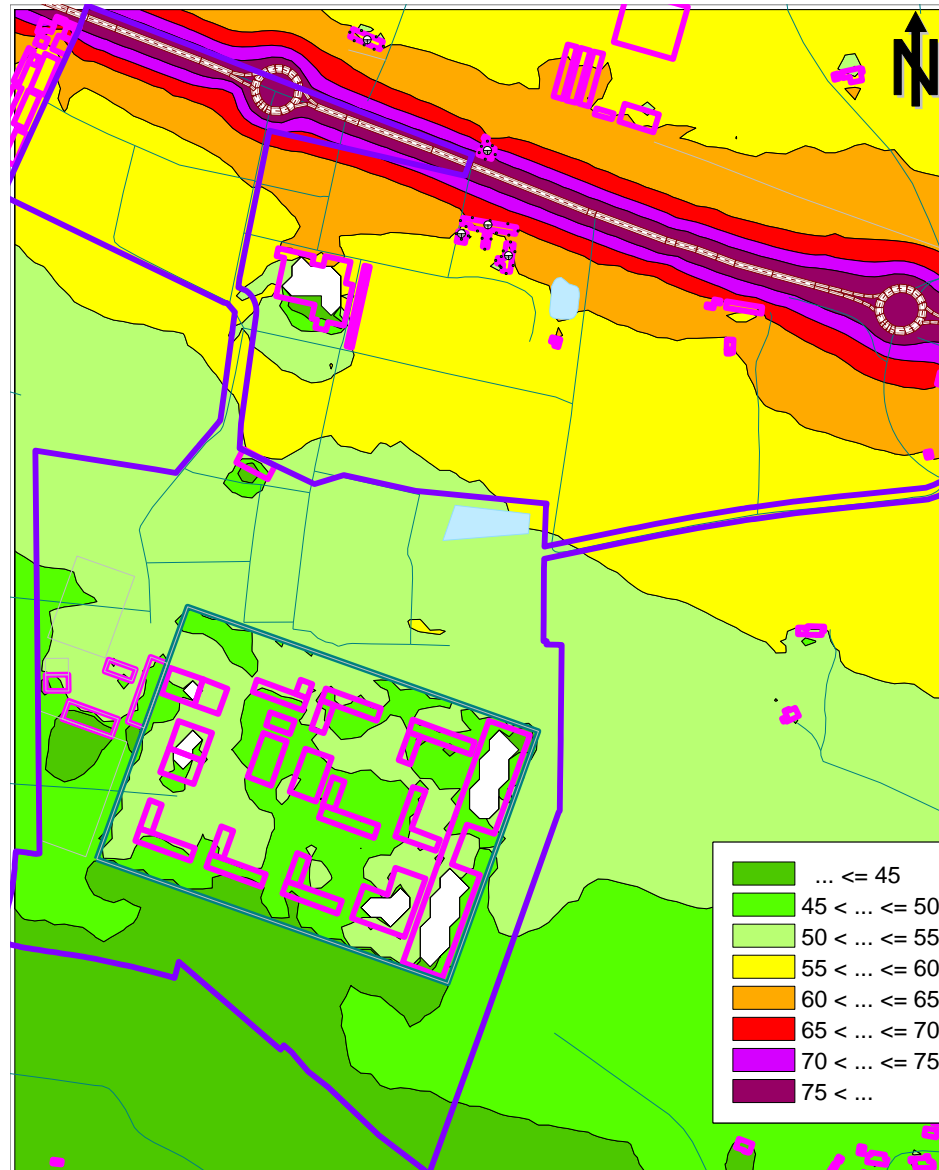 N
... <= 45
45 < ... <= 50
50 < ... <= 55
55 < ... <= 60
60 < ... <= 65
65 < ... <= 70
70 < ... <= 75
75 < ...